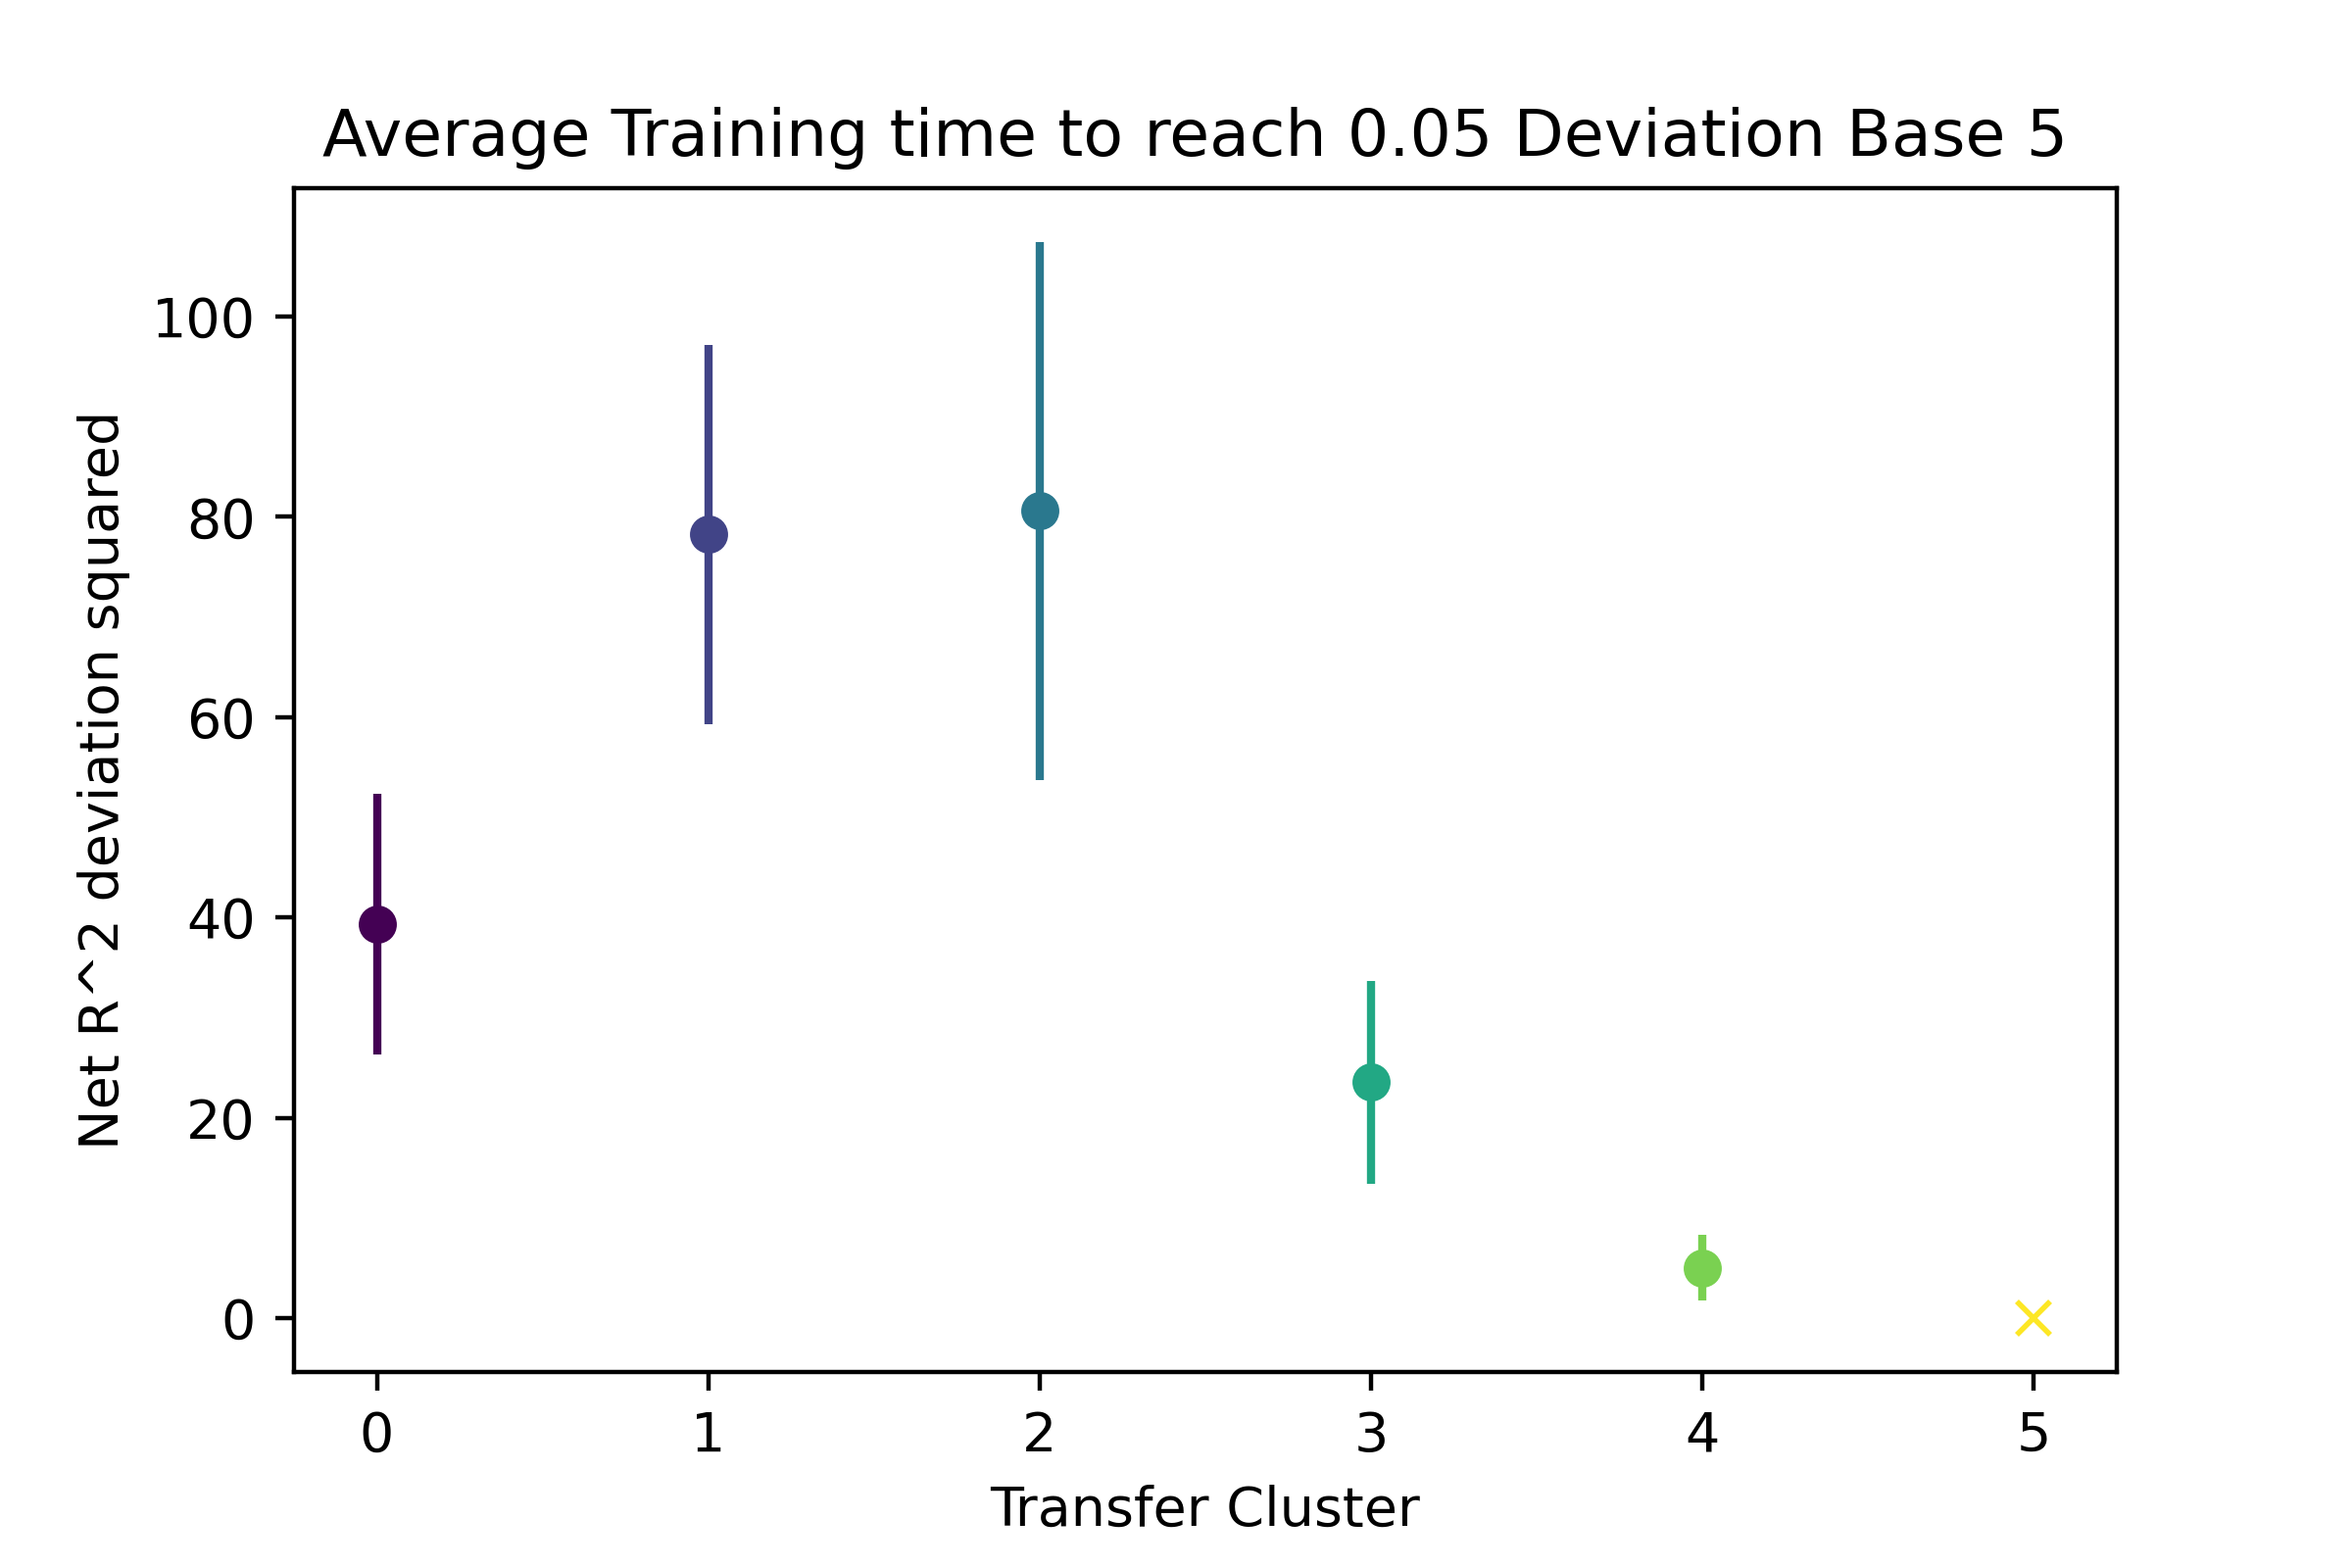 Average Training time to reach 0.05 Deviation Base 5
Net R^2 deviation squared
100
80
60
40
20
0
0 1 2 3 4 5
Transfer Cluster